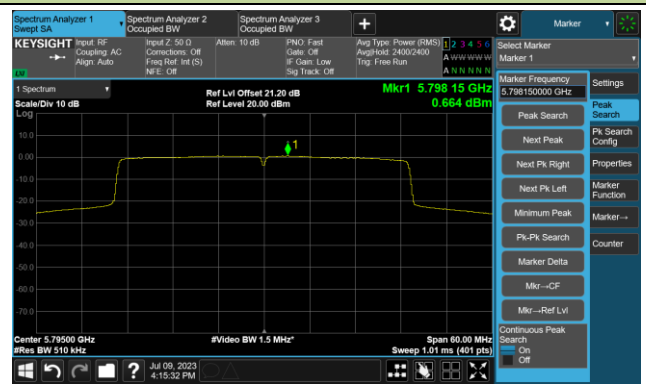 Spectrum Analyzer 1
Swept SA
Spectrum Analyzer 2
Occupied BW
Spectrum Analyzer 3
Occupied BW
Marker
KEYSIGHT
Input: RF
Coupling: AC
Align: Auto
Input Z: 50 Ω
Corrections: Off
Freq Ref: Int (S)
NFE: Off
Atten: 10 dB
PNO: Fast
Gate: Off
IF Gain: Low
Sig Track: Off
Avg Type: Power (RMS)
Avg|Hold: 2400/2400
Trig: Free Run
1 2 3 4 5 6
A W W W W W
A N N N N N
LW
1 Spectrum
Scale/Div 10 dB
Log
Ref Lvl Offset 21.20 dB
Ref Level 20.00 dBm
Mkr1 5.798 15 GHz
0.664 dBm
10.0
0.00
-10.0
-20.0
-30.0
-40.0
-50.0
-60.0
-70.0
1
Center 5.79500 GHz
#Res BW 510 kHz
#Video BW 1.5 MHz*
Span 60.00 MHz
Sweep 1.01 ms (401 pts)
Jul 09, 2023
4:15:32 PM
Select Marker
Marker 1
Marker Frequency
5.798150000 GHz
Peak Search
Next Peak
Next Pk Right
Next Pk Left
Minimum Peak
Pk-Pk Search
Marker Delta
Mkr→CF
Mkr→Ref Lvl
Continuous Peak
Search
On
Off
Settings
Peak
Search
Pk Search
Config
Properties
Marker
Function
Marker→
Counter